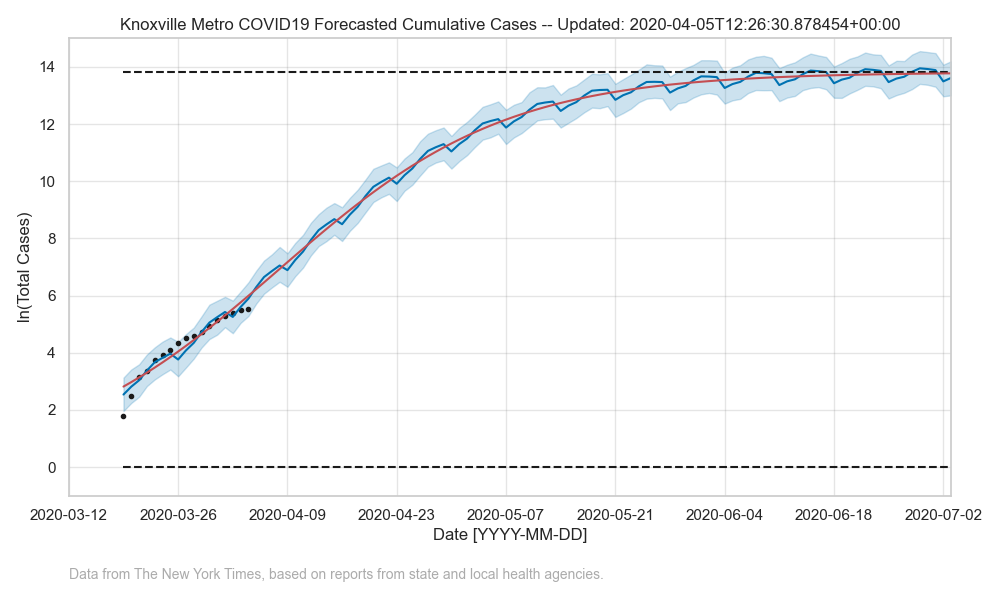 Knoxville Metro COVID19 Forecasted Cumulative Cases -- Updated: 2020-04-05T12:26:30.878454+00:00
ln(Total Cases)
14
12
10
8
6
4
2
0
2020-03-12 2020-03-26 2020-04-09 2020-04-23 2020-05-07 2020-05-21 2020-06-04 2020-06-18 2020-07-02
Date [YYYY-MM-DD]
Data from The New York Times, based on reports from state and local health agencies.